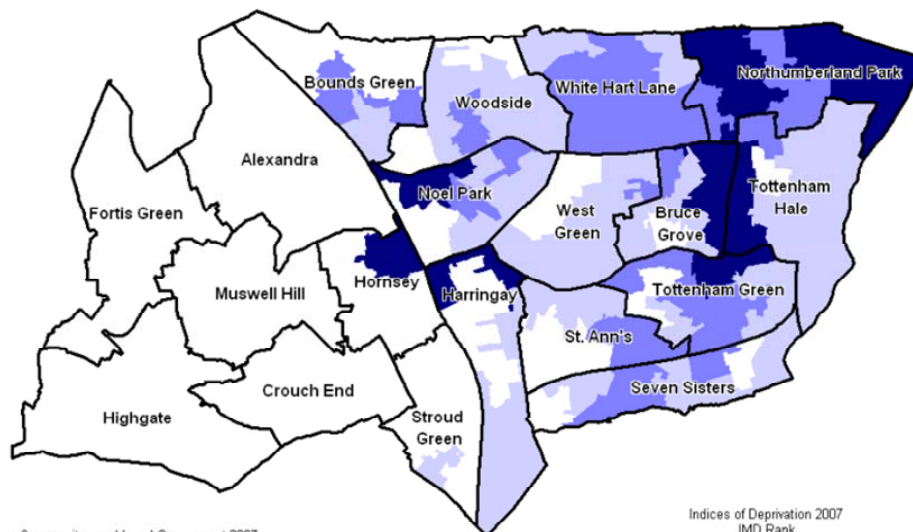 Bounds Green
Woodside
White Hart Lane
Northumberland Park
Alexandra
Noel Park
Fortis Green
West
Green
Bruce
Grove
Tottenham
Hale
Muswell Hill
Hornsey
Harringay
Tottenham Green
St. Ann's
Seven Sisters
Highgate
Crouch End
Stroud
Green
Indices of Deprivation 2007
IMD Rank